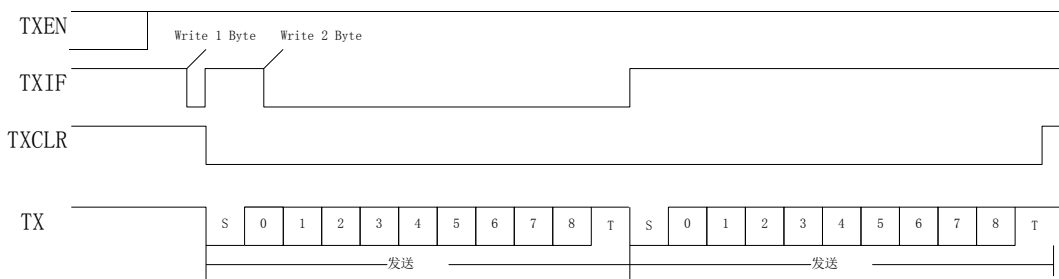 TXEN
Write 1 Byte Write 2 Byte
TXIF
TXCLR
TX S 0 1 2 3 4 5 6 7 8 T S 0 1 2 3 4 5 6 7 8 T
发送 发送